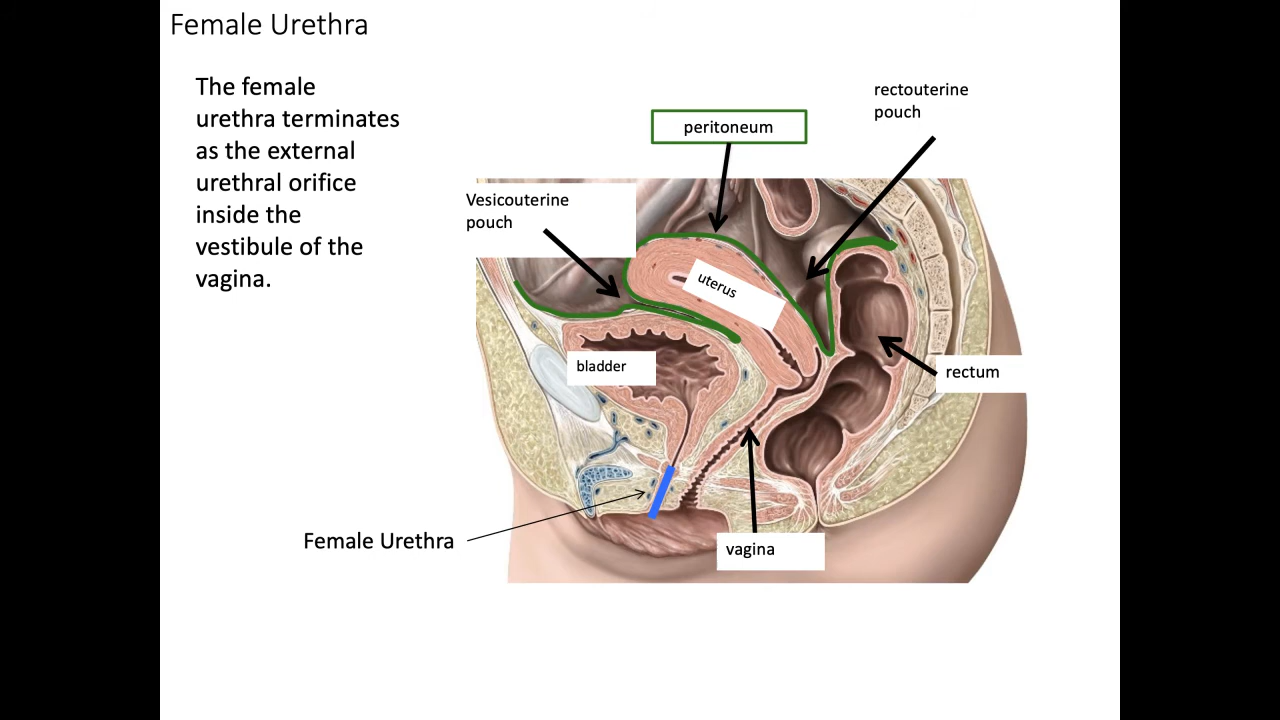 Female Urethra
The female
urethra terminates
as the external
urethral orifice
inside the
vestibule of the
vagina.
peritoneum
rectouterine
pouch
Vesicouterine
pouch
uterus
bladder
rectum
Female Urethra
vagina